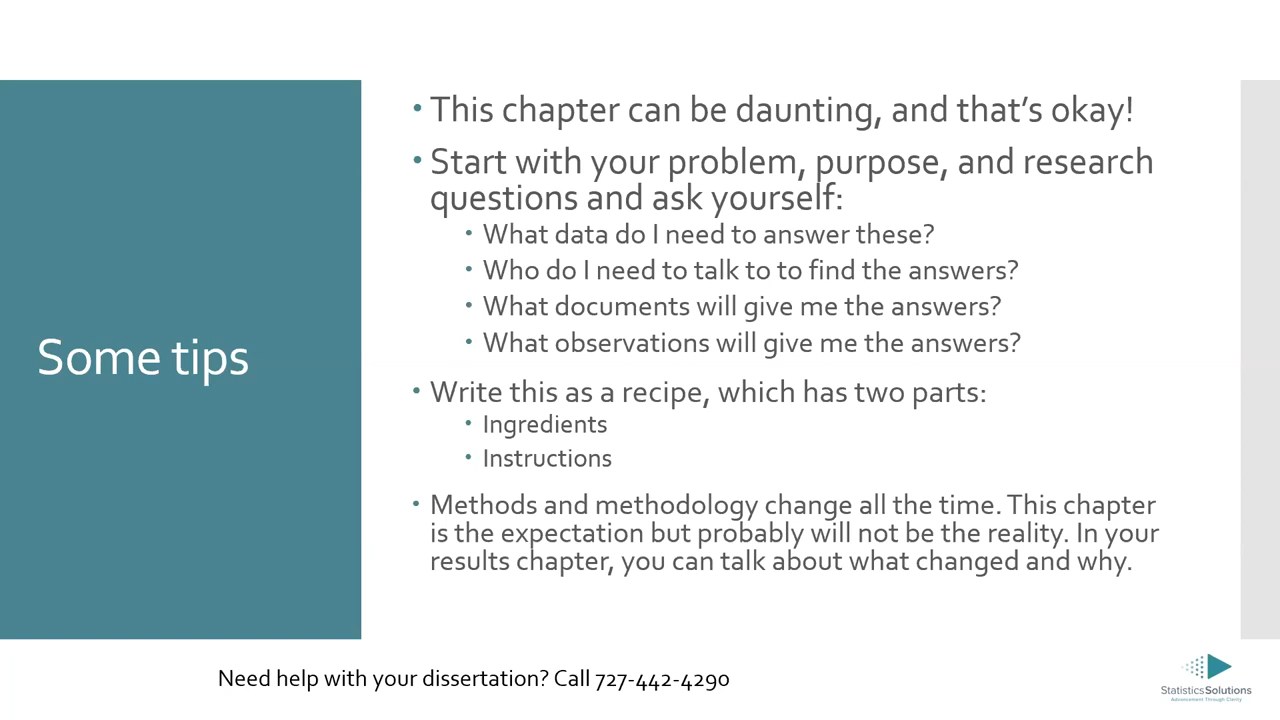 Some tips
• This chapter can be daunting, and that's okay!
• Start with your problem, purpose, and research
questions and ask yourself:
• What data do I need to answer these?
• Who do I need to talk to to find the answers?
• What documents will give me the answers?
• What observations will give me the answers?
• Write this as a recipe, which has two parts:
• Ingredients
• Instructions
• Methods and methodology change all the time. This chapter
is the expectation but probably will not be the reality. In your
results chapter, you can talk about what changed and why.
Need help with your dissertation? Call 727-442-4290
StatisticsSolutions
Advancement Through Clarity